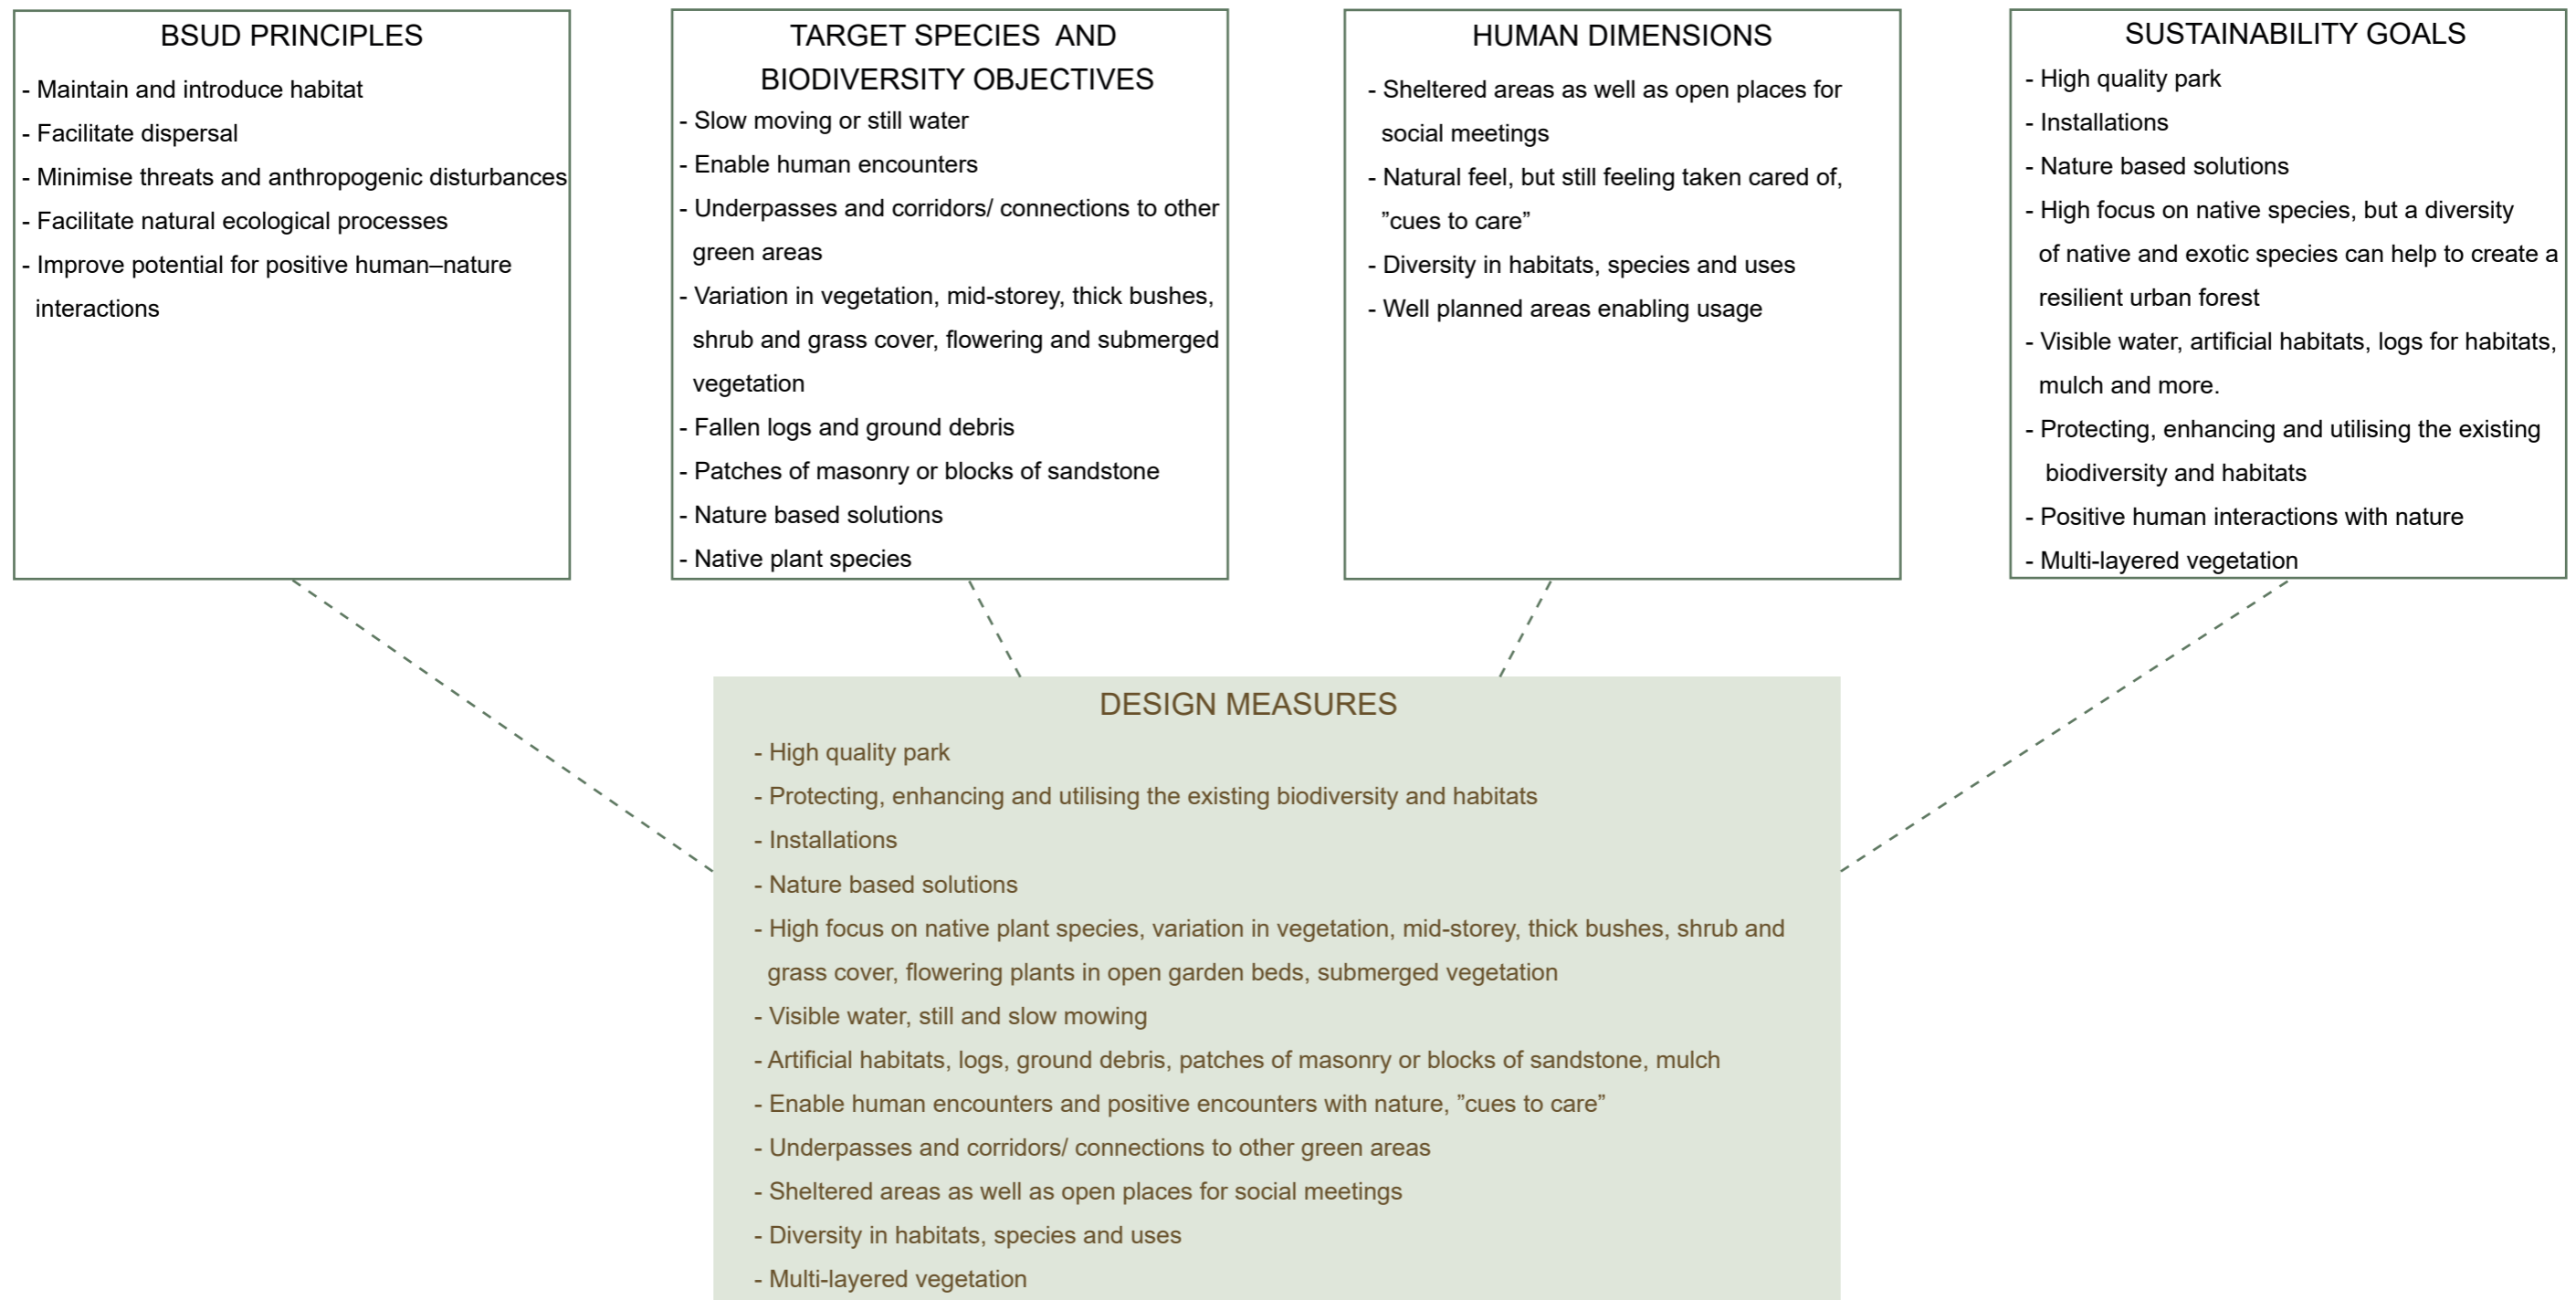 BSUD PRINCIPLES
- Maintain and introduce habitat
- Facilitate dispersal
- Minimise threats and anthropogenic disturbances
- Facilitate natural ecological processes
- Improve potential for positive human–nature
interactions
TARGET SPECIES AND
BIODIVERSITY OBJECTIVES
- Slow moving or still water
- Enable human encounters
- Underpasses and corridors/ connections to other
green areas
- Variation in vegetation, mid-storey, thick bushes,
shrub and grass cover, flowering and submerged
vegetation
- Fallen logs and ground debris
- Patches of masonry or blocks of sandstone
- Nature based solutions
- Native plant species
HUMAN DIMENSIONS
- Sheltered areas as well as open places for
social meetings
- Natural feel, but still feeling taken cared of,
”cues to care”
- Diversity in habitats, species and uses
- Well planned areas enabling usage
SUSTAINABILITY GOALS
- High quality park
- Installations
- Nature based solutions
- High focus on native species, but a diversity
of native and exotic species can help to create a
resilient urban forest
- Visible water, artificial habitats, logs for habitats,
mulch and more.
- Protecting, enhancing and utilising the existing
biodiversity and habitats
- Positive human interactions with nature
- Multi-layered vegetation
DESIGN MEASURES
- High quality park
- Protecting, enhancing and utilising the existing biodiversity and habitats
- Installations
- Nature based solutions
- High focus on native plant species, variation in vegetation, mid-storey, thick bushes, shrub and
grass cover, flowering plants in open garden beds, submerged vegetation
- Visible water, still and slow mowing
- Artificial habitats, logs, ground debris, patches of masonry or blocks of sandstone, mulch
- Enable human encounters and positive encounters with nature, ”cues to care”
- Underpasses and corridors/ connections to other green areas
- Sheltered areas as well as open places for social meetings
- Diversity in habitats, species and uses
- Multi-layered vegetation